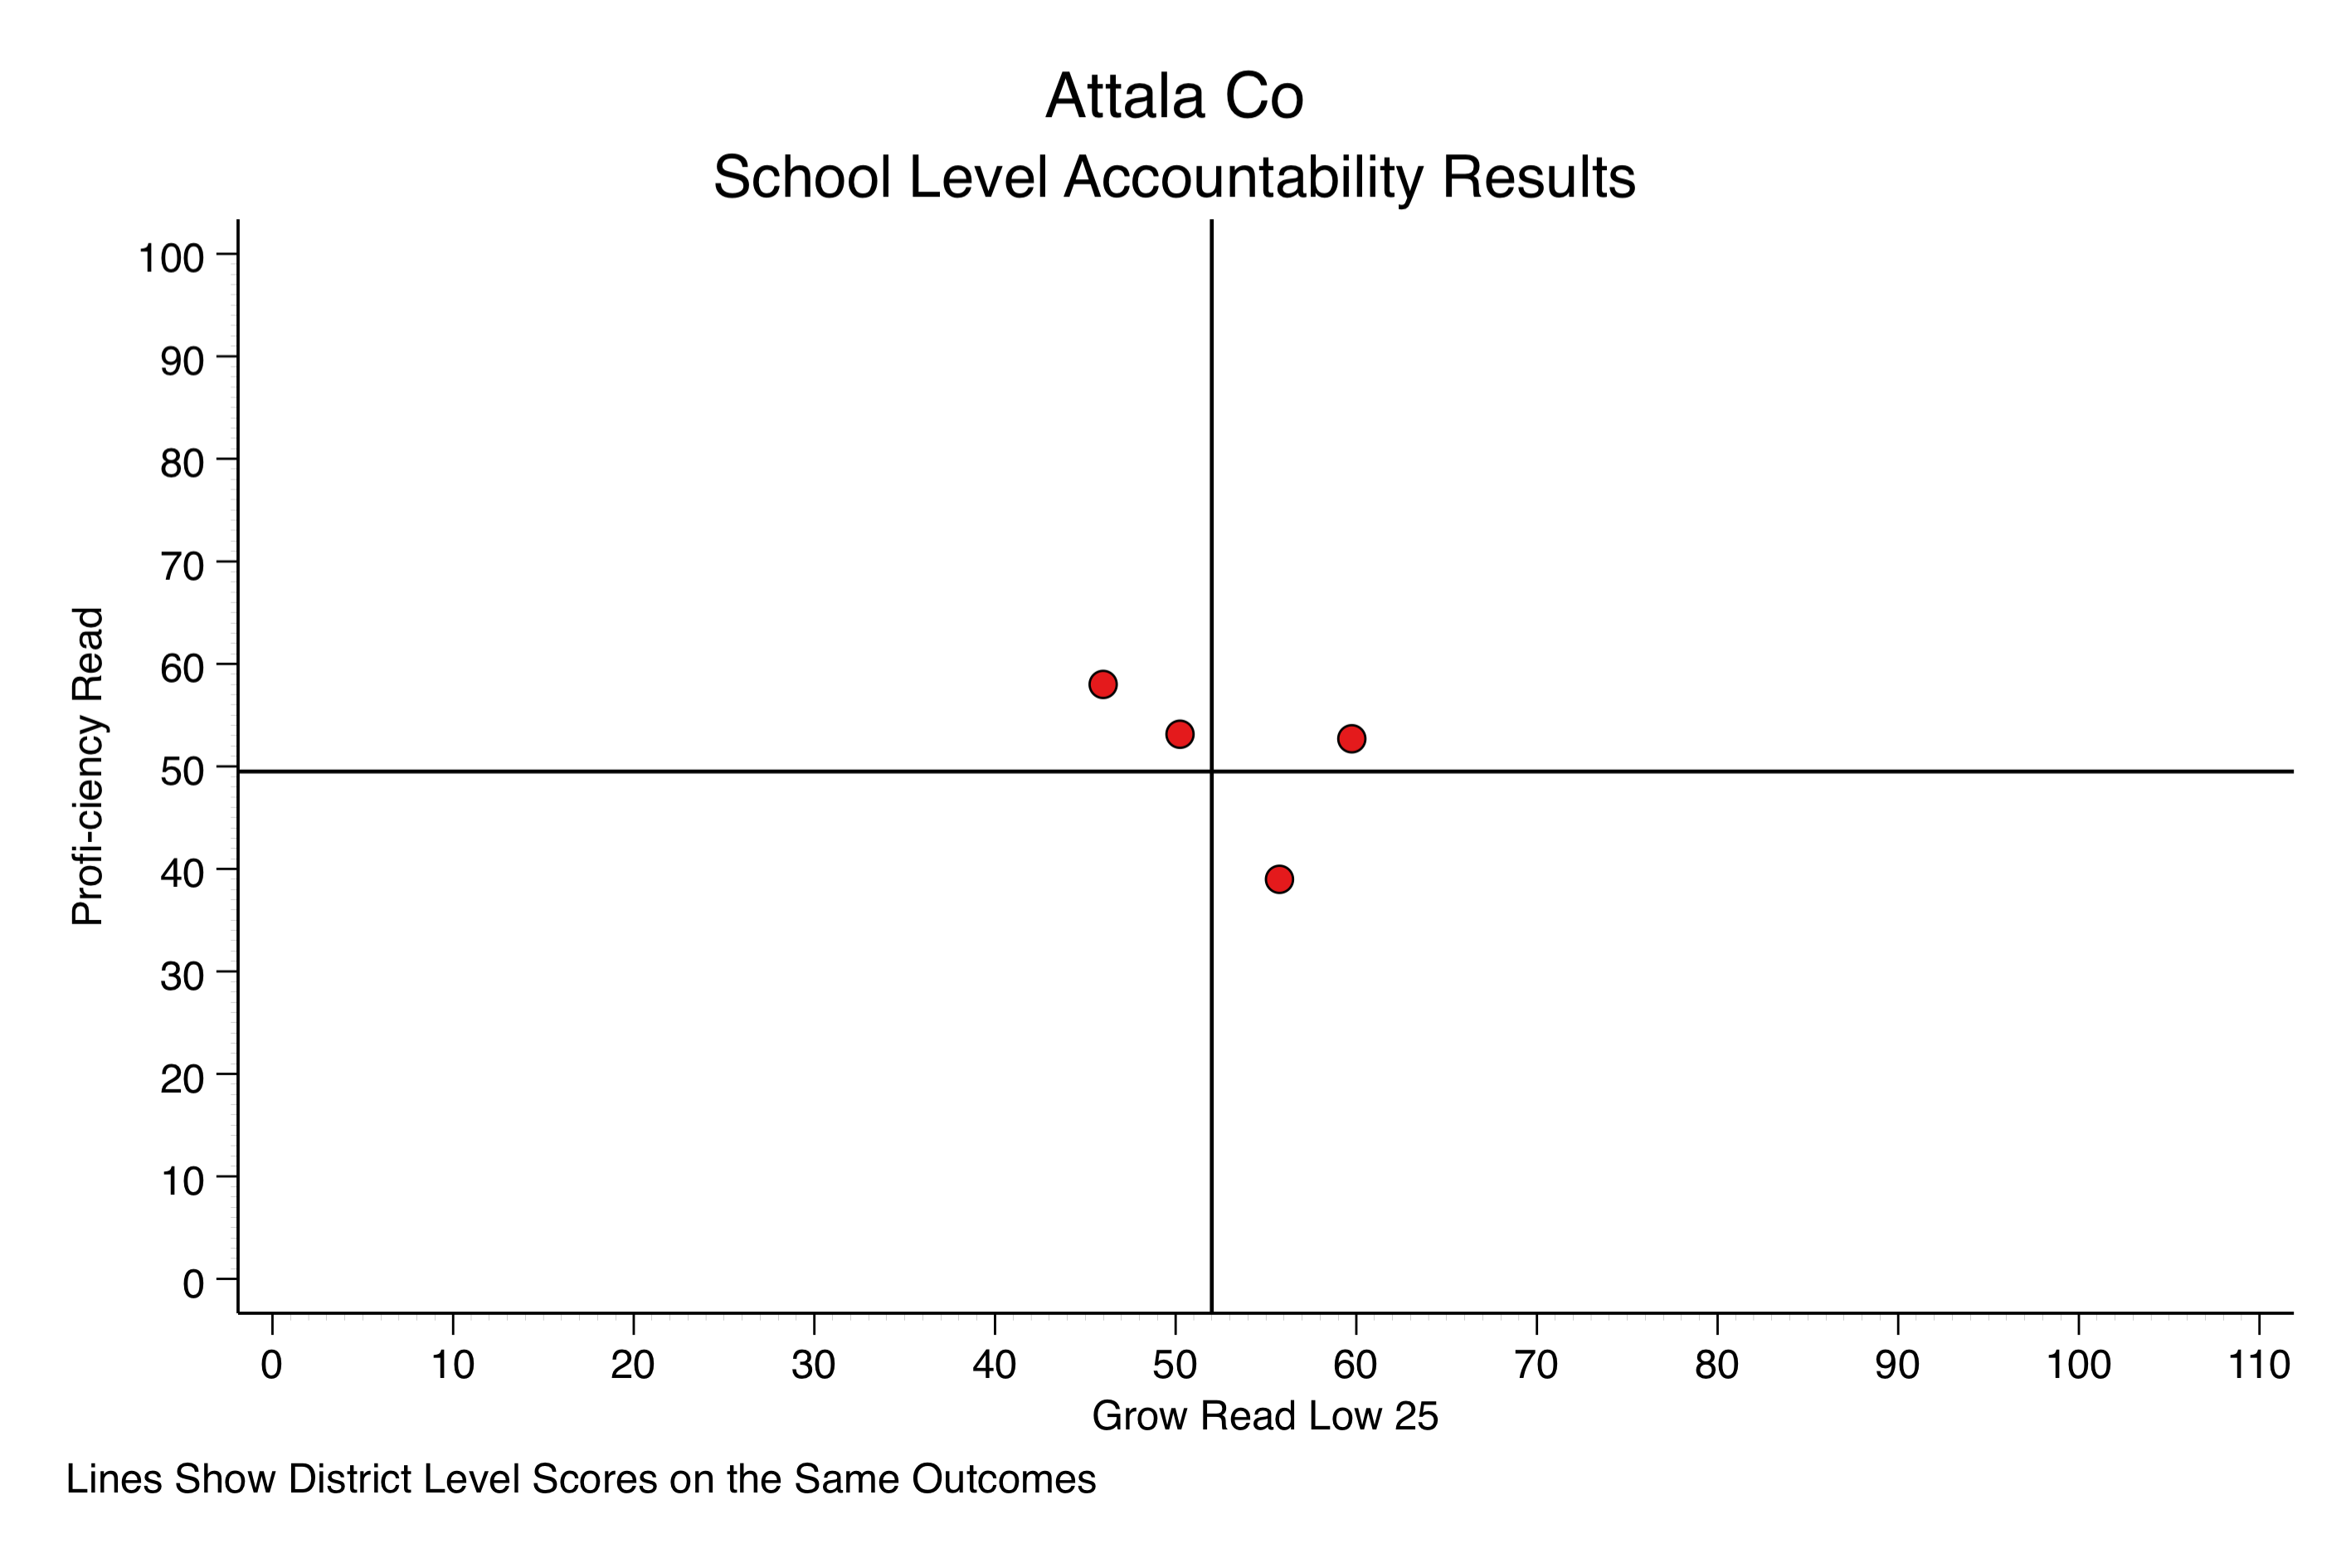 Attala Co
School Level Accountability Results
100
90
80
70
60
50
40
30
20
10
0
Profi-ciency Read
0 10 20 30 40 50 60 70 80 90 100 110
Grow Read Low 25
Lines Show District Level Scores on the Same Outcomes